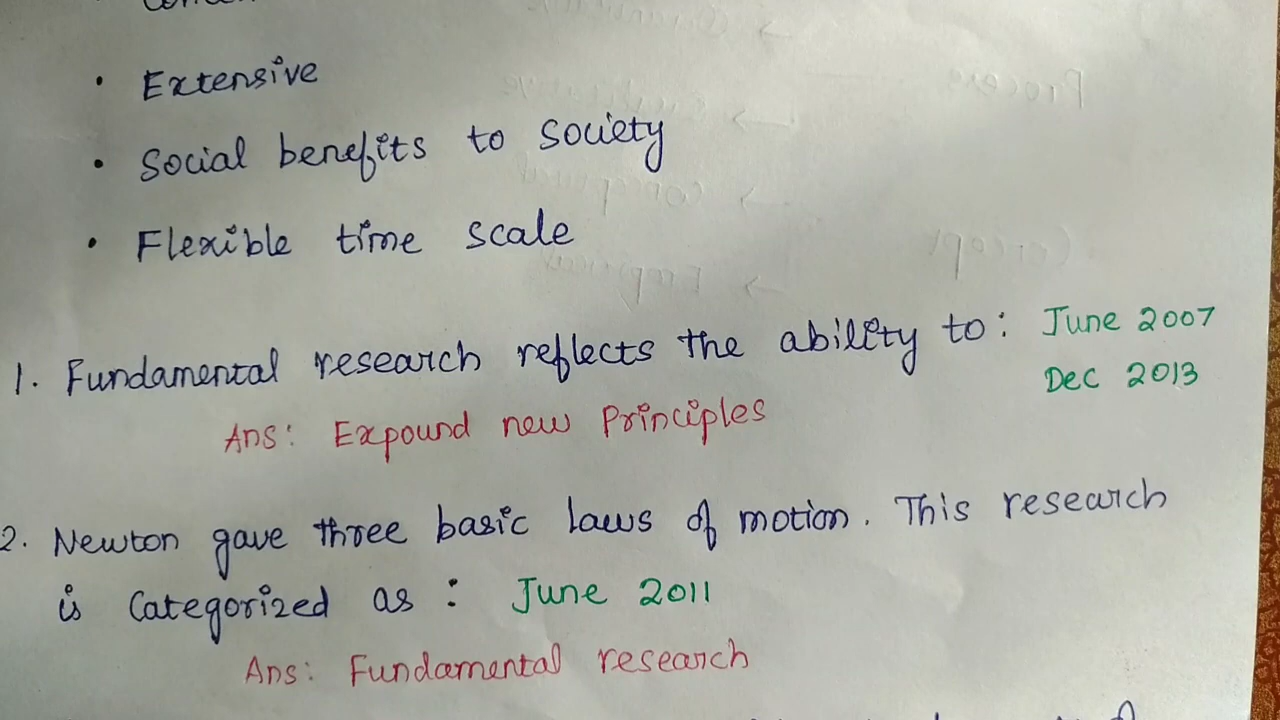 • Extensive
• Social benefits to society
• Flexible time scale
1. Fundamental research reflects the ability to: June 2007
Dec 2013
Ans: Expound new Principles
2. Newton gave three basic laws of motion. This research
is Categorized as: June 2011
Ans: Fundamental research